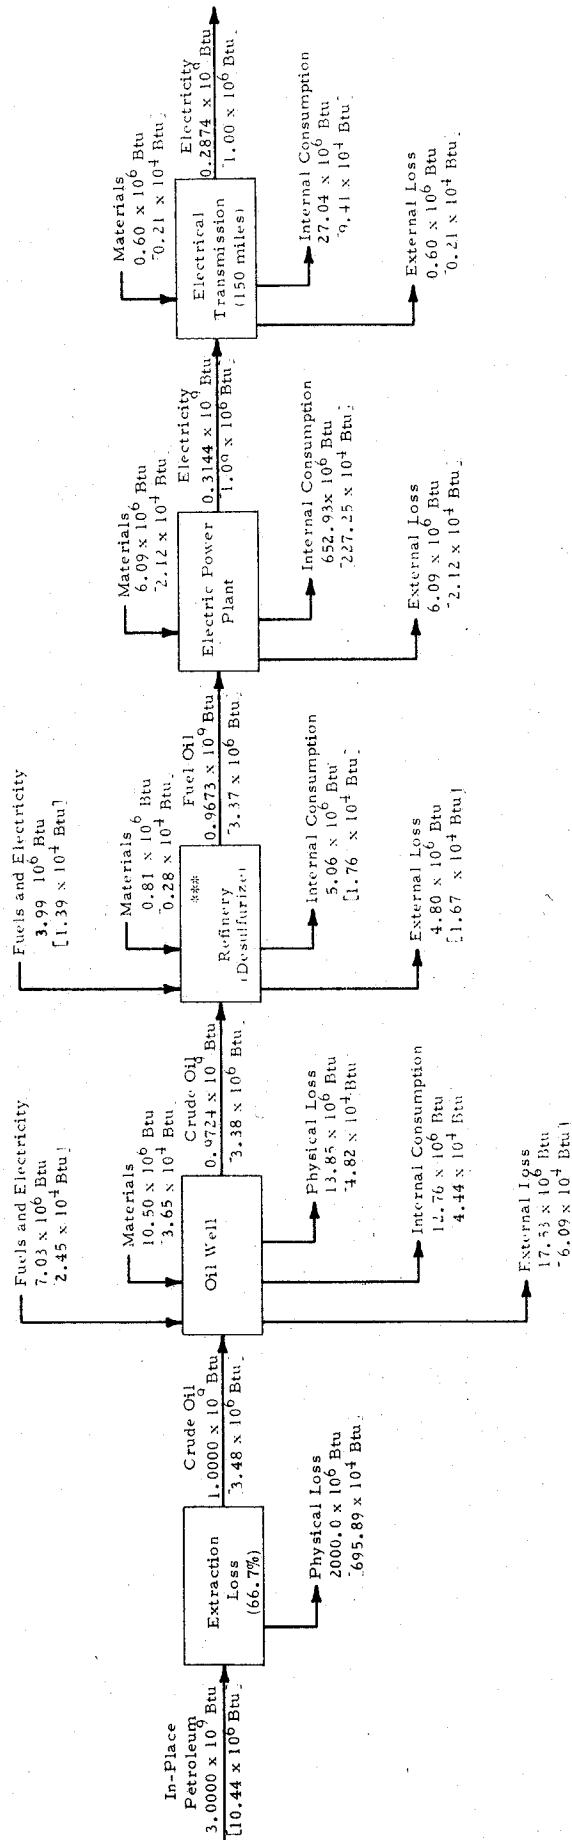 In-Place
Petroleum
3.0000 x 10⁹ Btu
[10.44 x 10⁶ Btu]
Extraction
Loss
(66.7%)
Physical Loss
2000.0 x 10⁶ Btu
695.89 x 10⁴ Btu
Crude Oil
1.0000 x 10⁹ Btu
3.48 x 10⁶ Btu
Fuels and Electricity
7.03 x 10⁶ Btu
2.45 x 10⁴ Btu]
Materials
10.50 x 10⁶ Btu
3.65 x 10⁴ Btu
Oil Well
Physical Loss
13.85 x 10⁶ Btu
4.82 x 10⁴ Btu
Internal Consumption
12.76 x 10⁶ Btu
4.44 x 10⁴ Btu
External Loss
17.53 x 10⁶ Btu
6.09 x 10⁴ Btu]
Crude Oil
0.9724 x 10⁹ Btu
3.38 x 10⁶ Btu
Fuels and Electricity
3.99 10⁶ Btu
[1.39 x 10⁴ Btu]
Materials
0.81 x 10⁶ Btu
0.28 x 10⁴ Btu
***
Refinery
(Desulfurize)
Internal Consumption
5.06 x 10⁶ Btu
[1.76 x 10⁴ Btu]
External Loss
4.80 x 10⁶ Btu
[1.67 x 10⁴ Btu]
Fuel Oil
0.9673 x 10⁹ Btu
3.37 x 10⁶ Btu
Materials
6.09 x 10⁶ Btu
2.12 x 10⁴ Btu
Electric Power
Plant
Internal Consumption
652.93x 10⁶ Btu
227.25 x 10⁴ Btu
External Loss
6.09 x 10⁶ Btu
2.12 x 10⁴ Btu
Electricity
0.3144 x 10⁹ Btu
1.09 x 10⁶ Btu
Materials
0.60 x 10⁶ Btu
0.21 x 10⁴ Btu
Electrical
Transmission
(150 miles)
Internal Consumption
27.04 x 10⁶ Btu
9.41 x 10⁴ Btu
External Loss
0.60 x 10⁶ Btu
0.21 x 10⁴ Btu
Electricity
0.2874 x 10⁹ Btu
1.00 x 10⁶ Btu